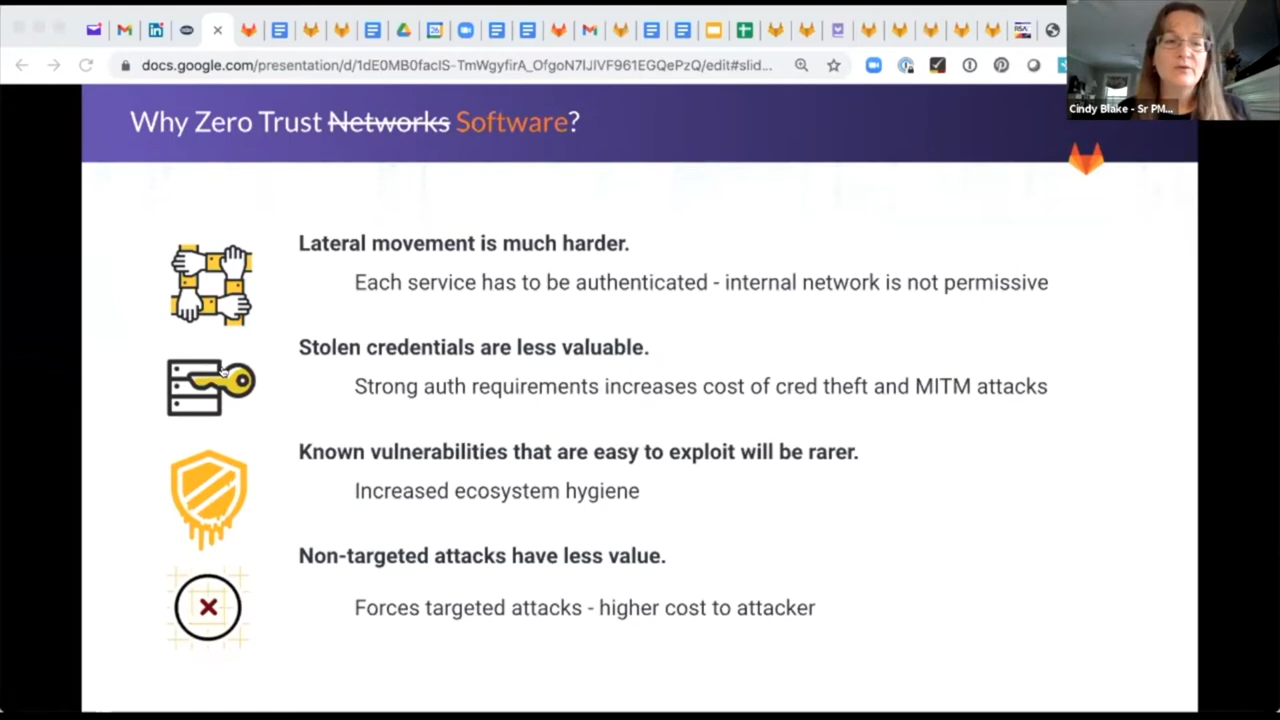 docs.google.com/presentation/d/1dE0MB0facIS-TmWgyfirA_OfgoN7lJlVF961EGQePzQ/edit#slid...
Cindy Blake - Sr PM...
Why Zero Trust Networks Software?
Lateral movement is much harder.
Each service has to be authenticated - internal network is not permissive
Stolen credentials are less valuable.
Strong auth requirements increases cost of cred theft and MITM attacks
Known vulnerabilities that are easy to exploit will be rarer.
Increased ecosystem hygiene
Non-targeted attacks have less value.
Forces targeted attacks - higher cost to attacker